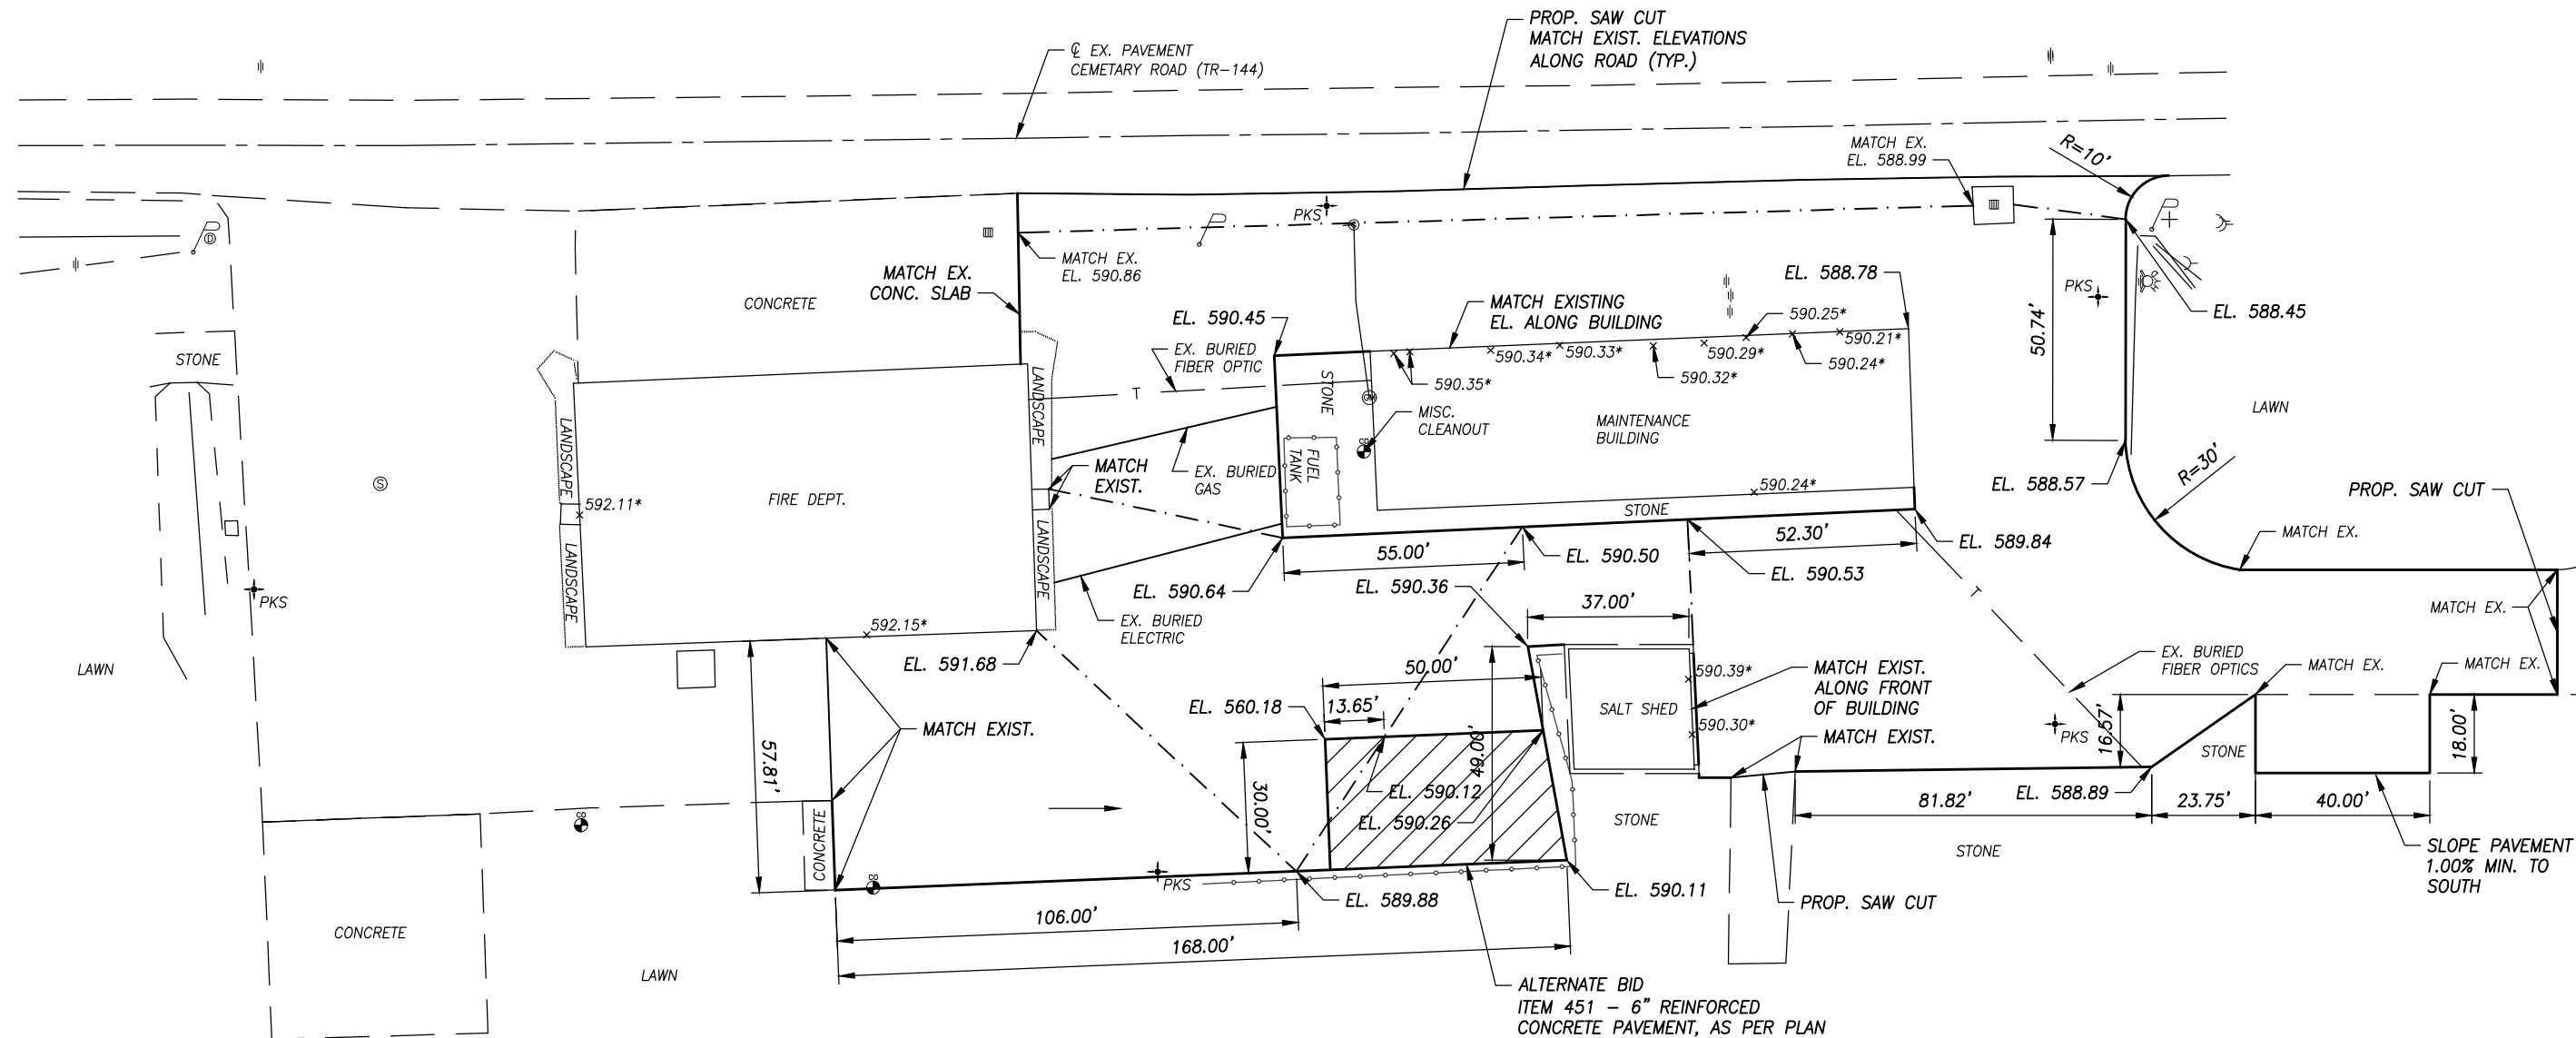 PROP. SAW CUT
MATCH EXIST. ELEVATIONS
ALONG ROAD (TYP.)
℄ EX. PAVEMENT
CEMETARY ROAD (TR-144)
MATCH EX.
EL. 588.99
R=10'
PKS
D
MATCH EX.
EL. 590.86
MATCH EX.
CONC. SLAB
CONCRETE
EL. 588.78
PKS
EL. 588.45
50.74'
MATCH EXISTING
EL. ALONG BUILDING
EL. 590.45
590.25*
590.21*
590.34*
590.33*
590.29*
590.24*
590.32*
590.35*
STONE
EX. BURIED
FIBER OPTIC
T
LANDSCAPE
STONE
MISC.
CLEANOUT
MAINTENANCE
BUILDING
LAWN
LANDSCAPE
FUEL
TANK
MATCH
EXIST.
EX. BURIED
GAS
S
592.11*
FIRE DEPT.
590.24*
STONE
EL. 588.57
R=30'
PROP. SAW CUT
MATCH EX.
LANDSCAPE
LANDSCAPE
55.00'
EL. 590.50
52.30'
EL. 589.84
EL. 590.53
EL. 590.64
EL. 590.36
37.00'
T
MATCH EX.
PKS
EX. BURIED
ELECTRIC
592.15*
EL. 591.68
LAWN
50.00'
590.39*
MATCH EXIST.
ALONG FRONT
OF BUILDING
EX. BURIED
FIBER OPTICS
MATCH EX.
MATCH EX.
EL. 560.18
13.65'
SALT SHED
590.30*
MATCH EXIST.
MATCH EXIST.
49.00'
PKS
16.57'
STONE
18.00'
57.81'
30.00'
EL. 590.12
EL. 590.26
STONE
81.82'
EL. 588.89
23.75'
40.00'
CONCRETE
CO
CO
CO
STONE
SLOPE PAVEMENT
1.00% MIN. TO
SOUTH
PKS
EL. 589.88
EL. 590.11
PROP. SAW CUT
106.00'
168.00'
CONCRETE
LAWN
ALTERNATE BID
ITEM 451 - 6" REINFORCED
CONCRETE PAVEMENT, AS PER PLAN